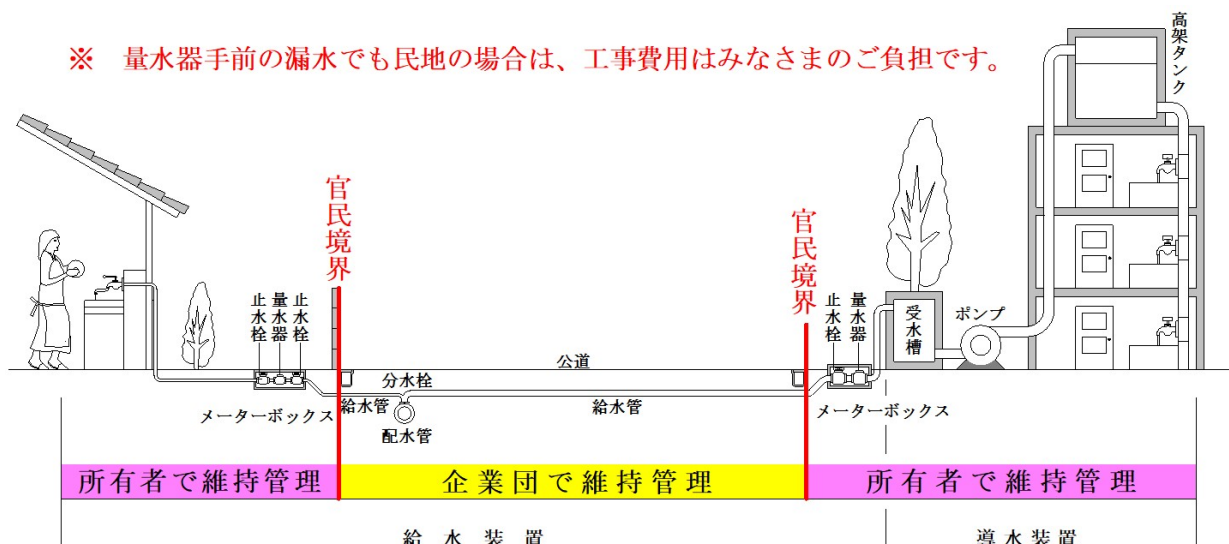 ※ 量水器手前の漏水でも民地の場合は、工事費用はみなさまのご負担です。
高架タンク
官民境界
官民境界
止水栓
量水器
止水栓
止水栓
量水器
受水槽
ポンプ
公道
分水栓
メーターボックス
給水管
配水管
給水管
メーターボックス
所有者で維持管理
企業団で維持管理
所有者で維持管理
給水装置
導水装置